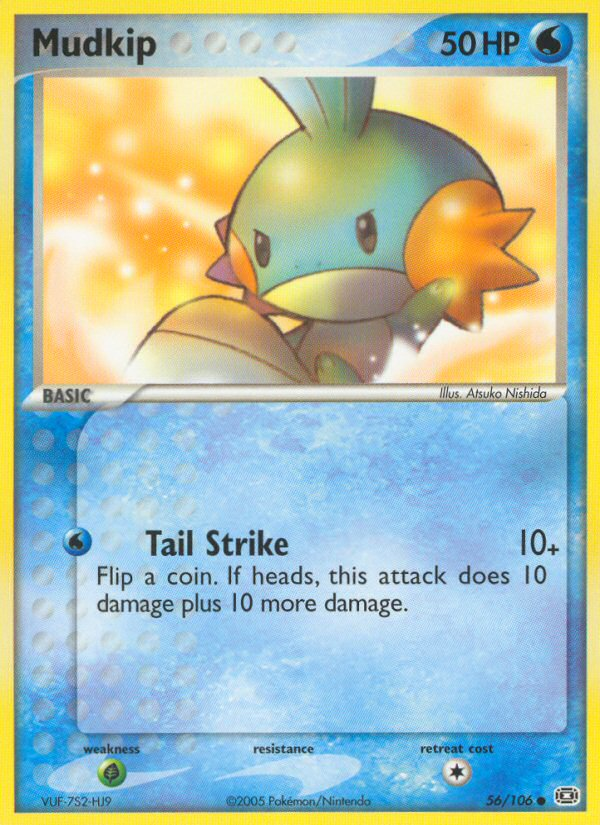 Mudkip
50 HP
BASIC
Illus. Atsuko Nishida
Tail Strike 10+
Flip a coin. If heads, this attack does 10
damage plus 10 more damage.
weakness resistance retreat cost
VUF-7S2-HJ9 ©2005 Pokémon/Nintendo 56/106